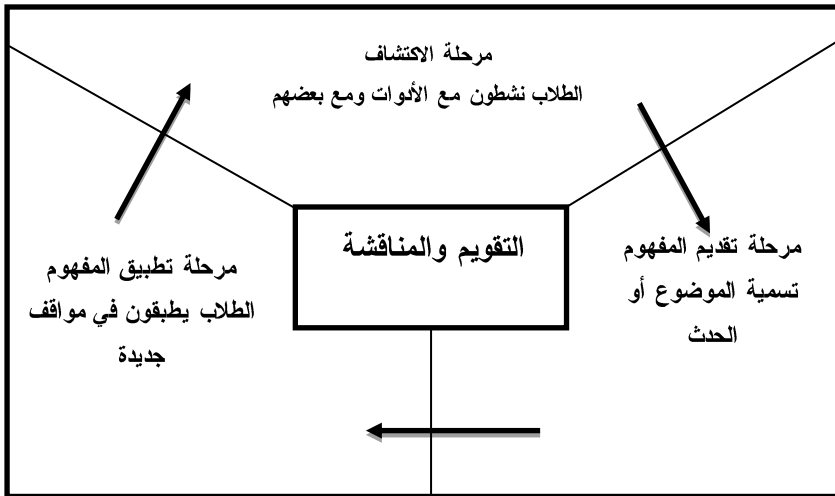 مرحلة الاكتشاف
الطلاب نشطون مع الأدوات ومع بعضهم
التقويم والمناقشة
مرحلة تقديم المفهوم
تسمية الموضوع أو
الحدث
مرحلة تطبيق المفهوم
الطلاب يطبقون في مواقف
جديدة